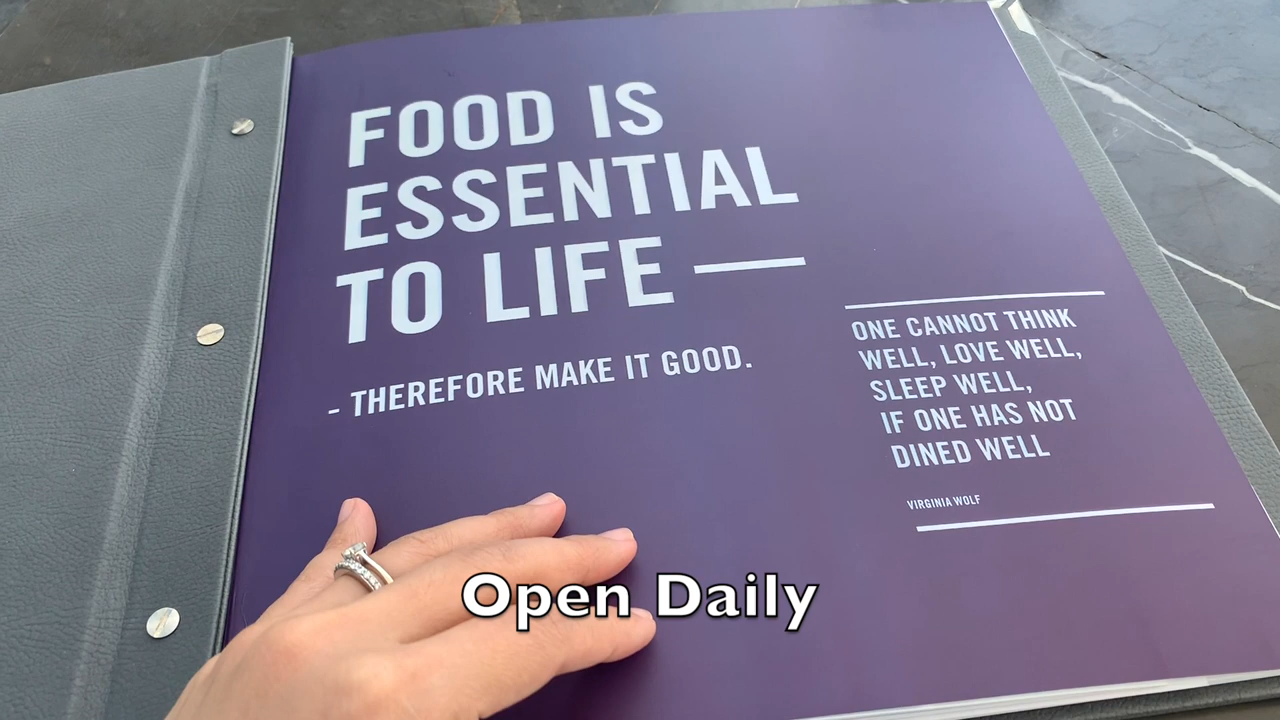 FOOD IS
ESSENTIAL
TO LIFE —
- THEREFORE MAKE IT GOOD.
ONE CANNOT THINK
WELL, LOVE WELL,
SLEEP WELL,
IF ONE HAS NOT
DINED WELL
VIRGINIA WOLF
Open Daily